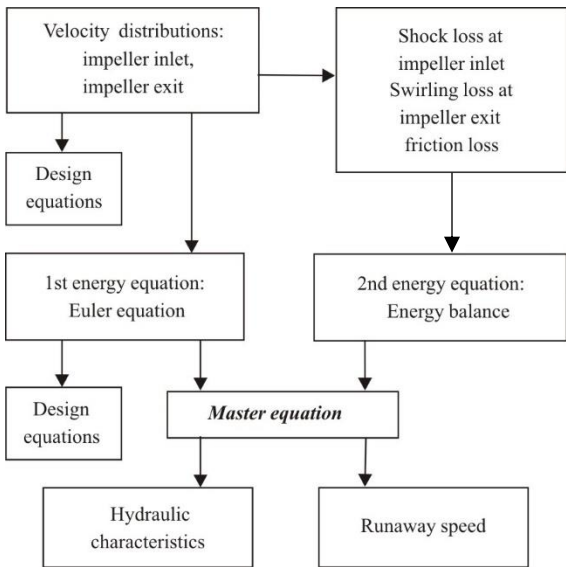 Velocity distributions:
impeller inlet,
impeller exit
Shock loss at
impeller inlet
Swirling loss at
impeller exit
friction loss
Design
equations
1st energy equation:
Euler equation
2nd energy equation:
Energy balance
Design
equations
Master equation
Hydraulic
characteristics
Runaway speed